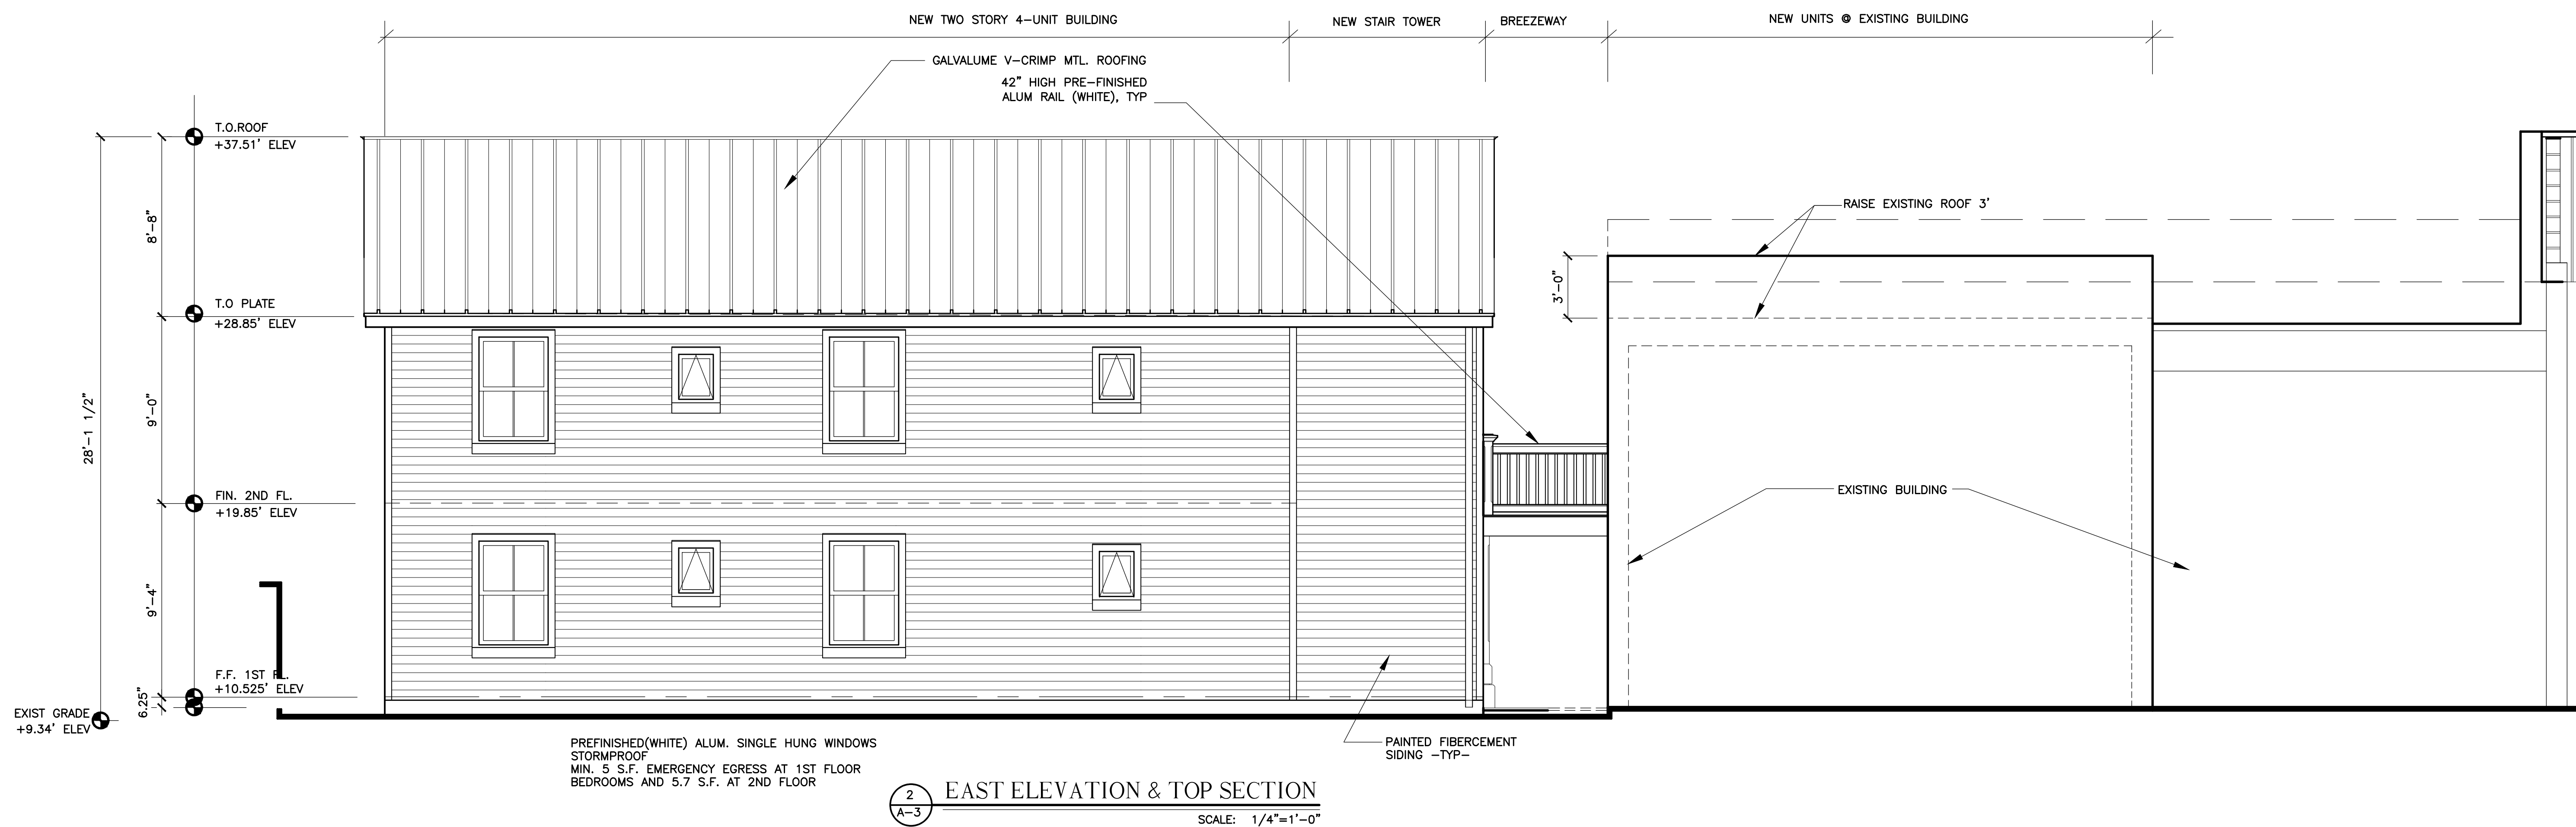 NEW TWO STORY 4-UNIT BUILDING
NEW STAIR TOWER
BREEZEWAY
NEW UNITS @ EXISTING BUILDING
GALVALUME V-CRIMP MTL. ROOFING
42" HIGH PRE-FINISHED
ALUM RAIL (WHITE), TYP
T.O.ROOF
+37.51' ELEV
8'-8"
RAISE EXISTING ROOF 3'
3'-0"
T.O PLATE
+28.85' ELEV
28'-1 1/2"
9'-0"
FIN. 2ND FL.
+19.85' ELEV
EXISTING BUILDING
9'-4"
F.F. 1ST FL.
+10.525' ELEV
6.25"
EXIST GRADE
+9.34' ELEV
PREFINISHED(WHITE) ALUM. SINGLE HUNG WINDOWS
STORMPROOF
MIN. 5 S.F. EMERGENCY EGRESS AT 1ST FLOOR
BEDROOMS AND 5.7 S.F. AT 2ND FLOOR
PAINTED FIBERCEMENT
SIDING -TYP-
2
A-3
EAST ELEVATION & TOP SECTION
SCALE: 1/4"=1'-0"